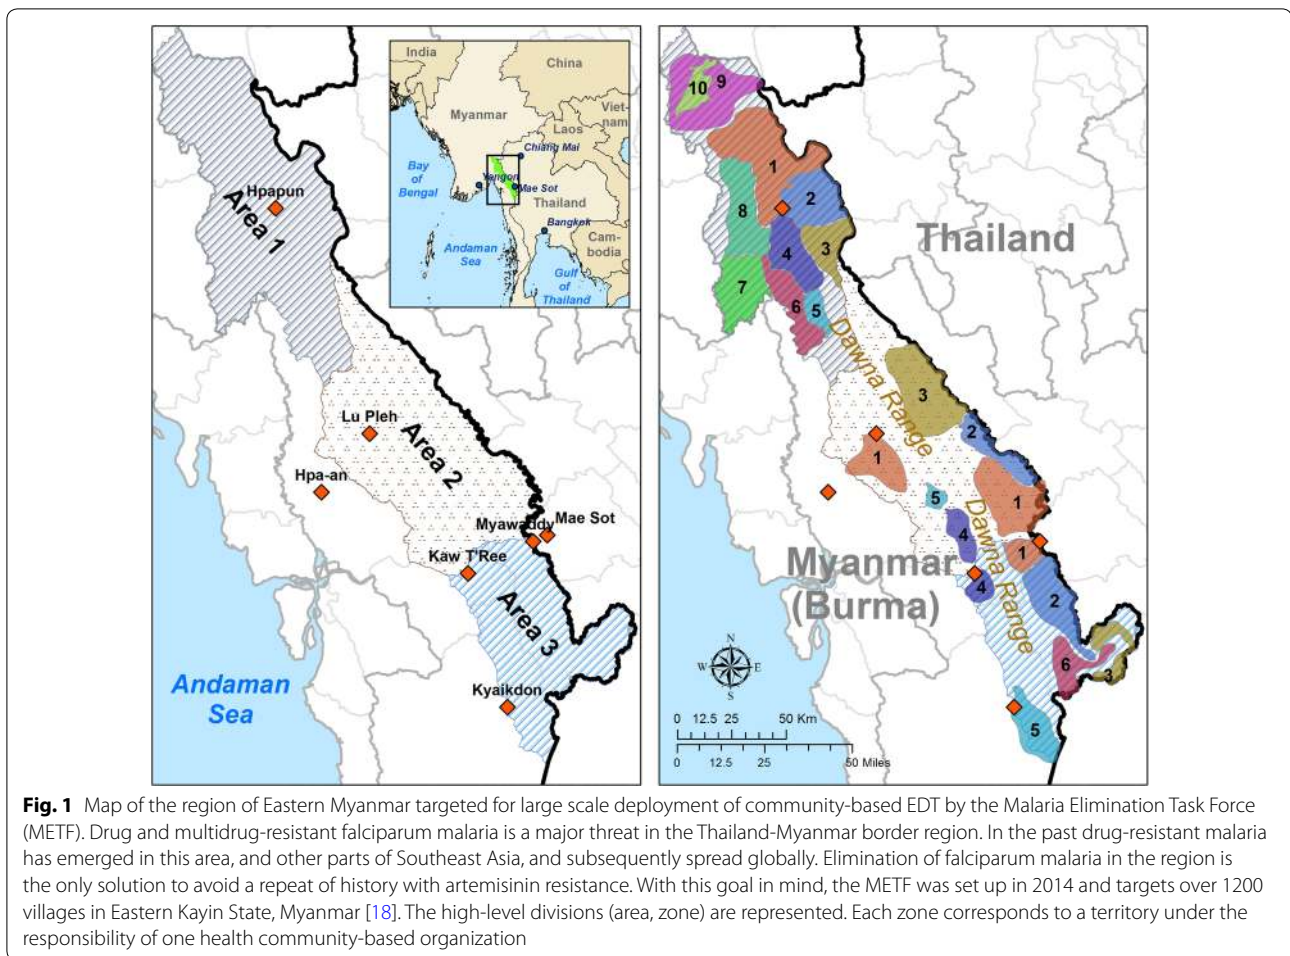 India
China
Myanmar
Viet-
nam
Laos
Chiang Mai
Bay
of
Bengal
Yangon
Mae Sot
Thailand
Bangkok
Andaman
Sea
Cam-
bodia
Gulf
of
Thailand
Hpapun
Area 1
Lu Pleh
Area 2
Hpa-an
Myawaddy
Mae Sot
Kaw T'Ree
Area 3
Kyaikdon
Andaman
Sea
10
9
1
2
8
4
3
7
6
5
Thailand
Dawna Range
3
2
1
5
1
4
Dawna Range
1
Myanmar
(Burma)
4
2
6
3
5
N
W
E
S
0 12.5 25 50 Km
0 12.5 25 50 Miles
Fig. 1 Map of the region of Eastern Myanmar targeted for large scale deployment of community-based EDT by the Malaria Elimination Task Force
(METF). Drug and multidrug-resistant falciparum malaria is a major threat in the Thailand-Myanmar border region. In the past drug-resistant malaria
has emerged in this area, and other parts of Southeast Asia, and subsequently spread globally. Elimination of falciparum malaria in the region is
the only solution to avoid a repeat of history with artemisinin resistance. With this goal in mind, the METF was set up in 2014 and targets over 1200
villages in Eastern Kayin State, Myanmar [18]. The high-level divisions (area, zone) are represented. Each zone corresponds to a territory under the
responsibility of one health community-based organization